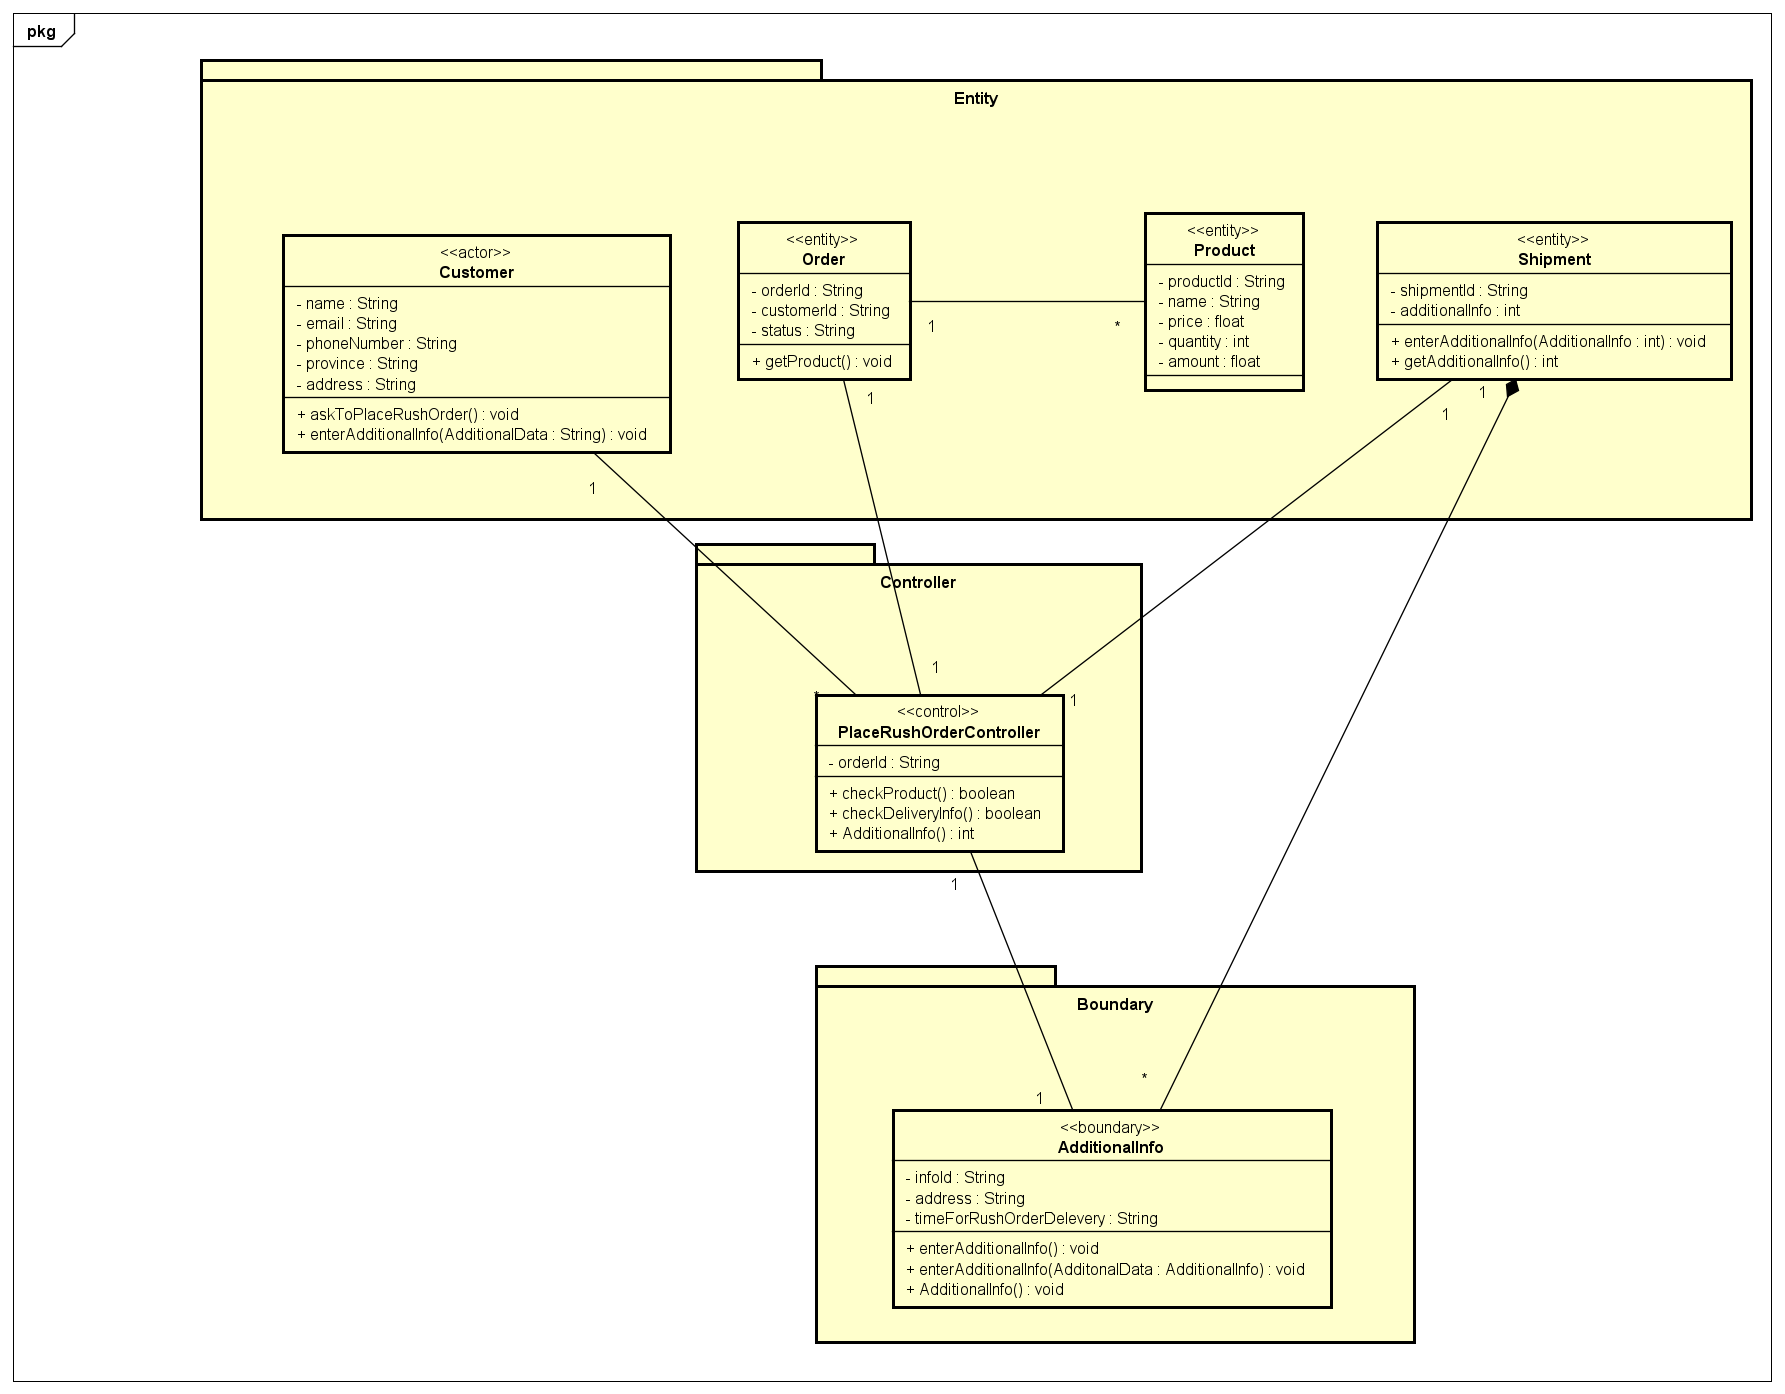 pkg
Entity
<<actor>>
Customer
- name : String
- email : String
- phoneNumber : String
- province : String
- address : String
+ askToPlaceRushOrder() : void
+ enterAdditionalInfo(AdditionalData : String) : void
1
<<entity>>
Order
- orderId : String
- customerId : String
- status : String
+ getProduct() : void
1
1
*
<<entity>>
Product
- productId : String
- name : String
- price : float
- quantity : int
- amount : float
<<entity>>
Shipment
- shipmentId : String
- additionalInfo : int
+ enterAdditionalInfo(AdditionalInfo : int) : void
+ getAdditionalInfo() : int
1
1
Controller
1
*
1
<<control>>
PlaceRushOrderController
- orderId : String
+ checkProduct() : boolean
+ checkDeliveryInfo() : boolean
+ AdditionalInfo() : int
1
Boundary
*
1
<<boundary>>
AdditionalInfo
- infoId : String
- address : String
- timeForRushOrderDelevery : String
+ enterAdditionalInfo() : void
+ enterAdditionalInfo(AdditonalData : AdditionalInfo) : void
+ AdditionalInfo() : void